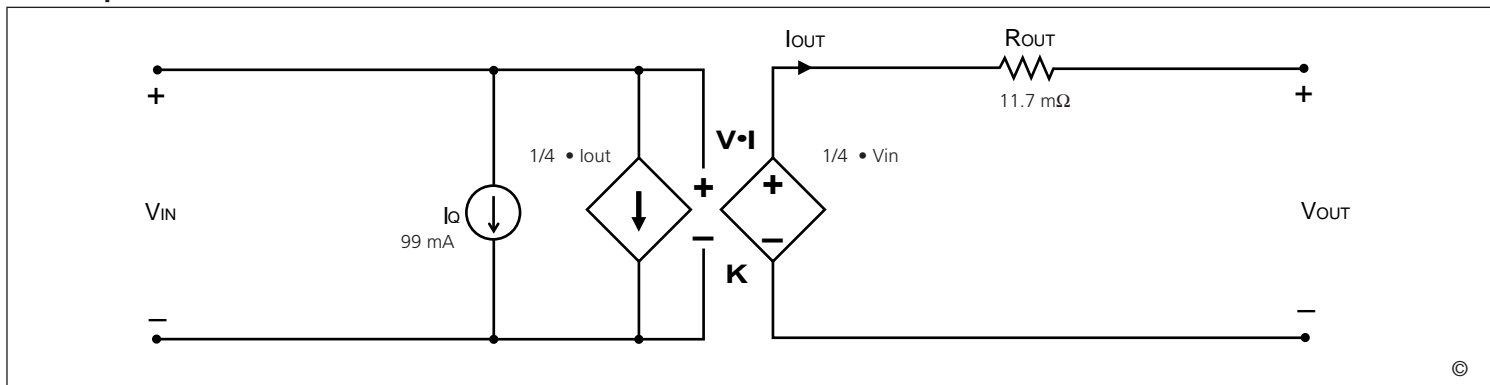 IOUT
ROUT
11.7 mΩ
+
+
V•I
1/4 • Iout
+
1/4 • Vin
+
VIN
IQ
99 mA
–
–
K
VOUT
–
–
©